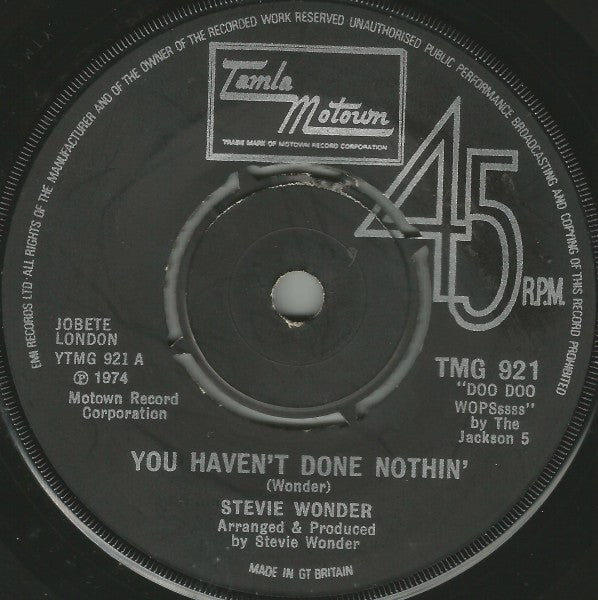 EMI RECORDS LTD·ALL RIGHTS OF THE MANUFACTURER AND OF THE OWNER OF THE RECORDED WORK RESERVED UNAUTHORISED PUBLIC PERFORMANCE BROADCASTING AND COPYING OF THIS RECORD PROHIBITED
Tamla
Motown
TRADE MARK OF MOTOWN RECORD CORPORATION
45
R.P.M.
JOBETE
LONDON
YTMG 921 A
℗ 1974
Motown Record
Corporation
TMG 921
"DOO DOO
WOPSssss"
by The
Jackson 5
YOU HAVEN'T DONE NOTHIN'
(Wonder)
STEVIE WONDER
Arranged & Produced
by Stevie Wonder
MADE IN GT BRITAIN